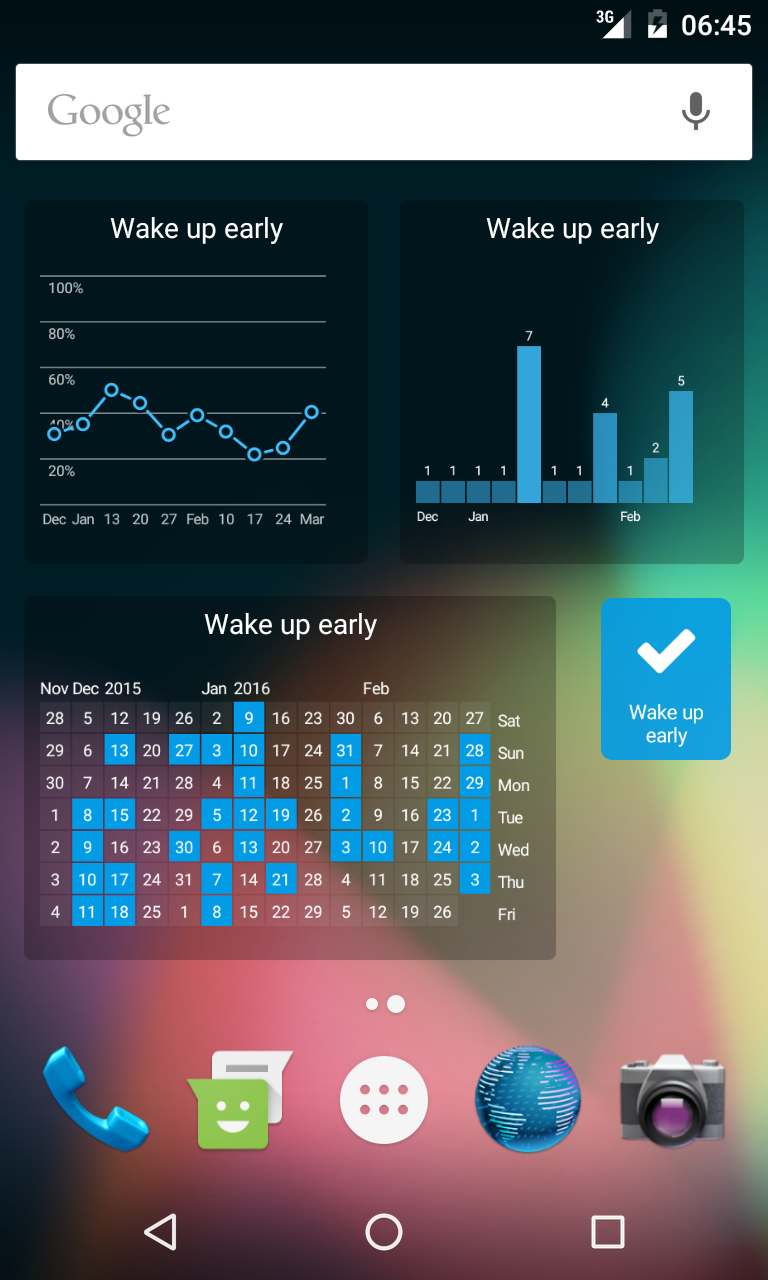 3G 06:45
Google
Wake up early
100%
80%
60%
40%
20%
Dec Jan 13 20 27 Feb 10 17 24 Mar
Wake up early
1 1 1 1 7 1 1 4 1 2 5
Dec Jan Feb
Wake up early
Nov Dec 2015 Jan 2016 Feb
28 5 12 19 26 2 9 16 23 30 6 13 20 27 Sat
29 6 13 20 27 3 10 17 24 31 7 14 21 28 Sun
30 7 14 21 28 4 11 18 25 1 8 15 22 29 Mon
1 8 15 22 29 5 12 19 26 2 9 16 23 1 Tue
2 9 16 23 30 6 13 20 27 3 10 17 24 2 Wed
3 10 17 24 31 7 14 21 28 4 11 18 25 3 Thu
4 11 18 25 1 8 15 22 29 5 12 19 26 Fri
Wake up
early